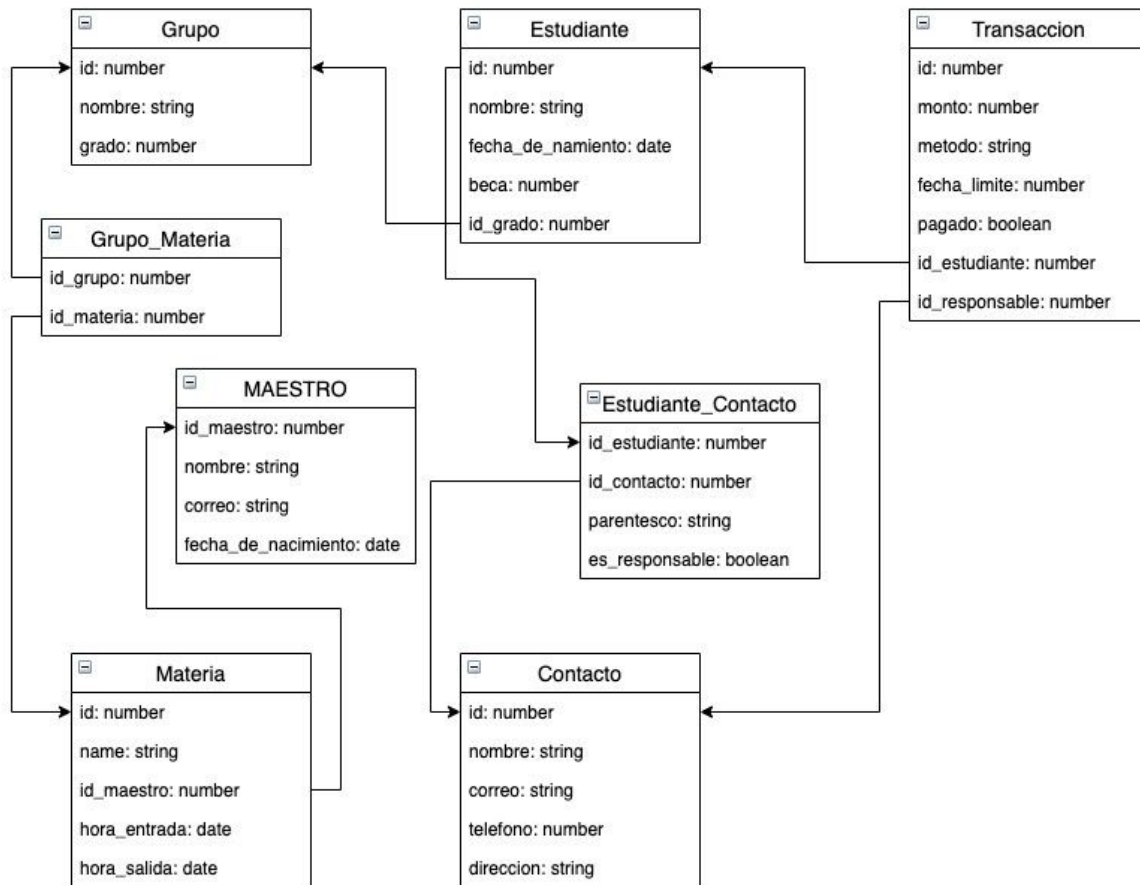 Grupo
id: number
nombre: string
grado: number
Estudiante
id: number
nombre: string
fecha_de_namiento: date
beca: number
id_grado: number
Transaccion
id: number
monto: number
metodo: string
fecha_limite: number
pagado: boolean
id_estudiante: number
id_responsable: number
Grupo_Materia
id_grupo: number
id_materia: number
MAESTRO
id_maestro: number
nombre: string
correo: string
fecha_de_nacimiento: date
Estudiante_Contacto
id_estudiante: number
id_contacto: number
parentesco: string
es_responsable: boolean
Materia
id: number
name: string
id_maestro: number
hora_entrada: date
hora_salida: date
Contacto
id: number
nombre: string
correo: string
telefono: number
direccion: string